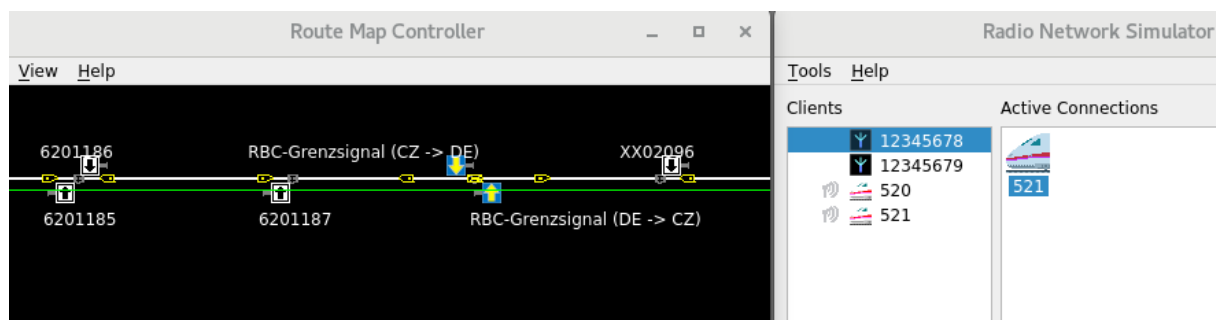 Route Map Controller
View Help
6201186
RBC-Grenzsignal (CZ -> DE)
XX02096
6201185
6201187
RBC-Grenzsignal (DE -> CZ)
Radio Network Simulator
Tools Help
Clients
Active Connections
12345678
12345679
520
521
521